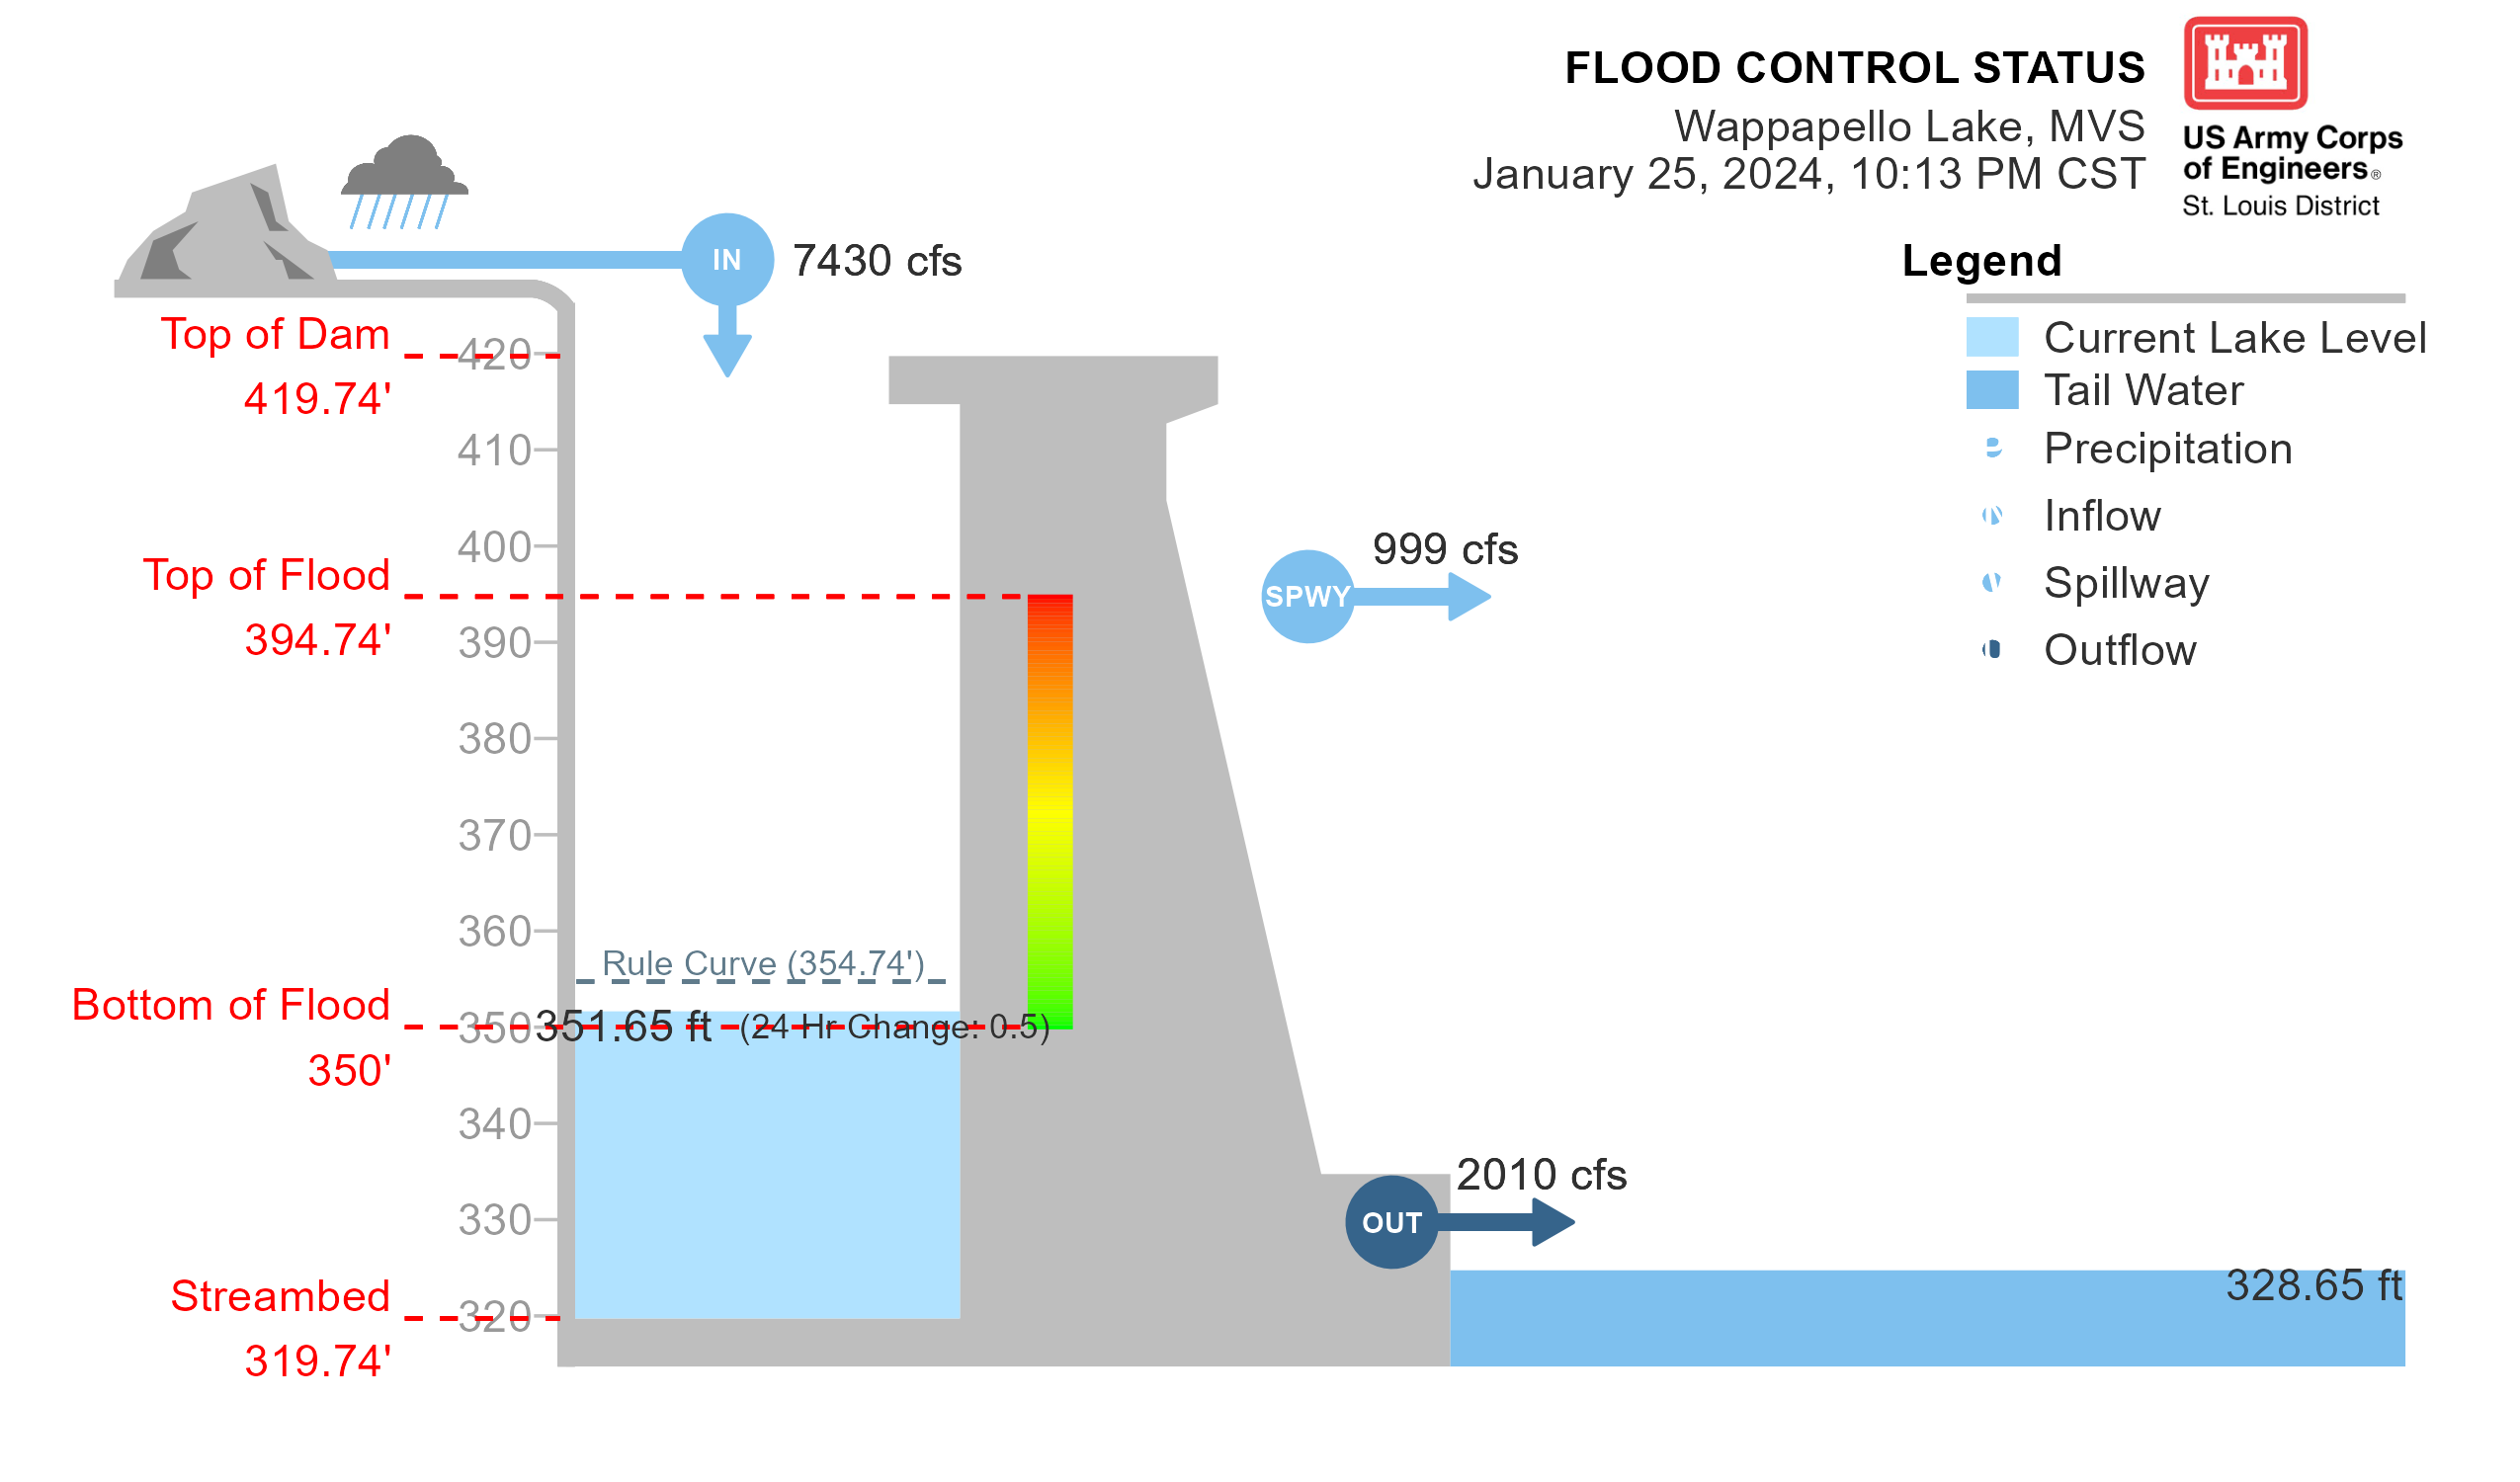 FLOOD CONTROL STATUS
Wappapello Lake, MVS
January 25, 2024, 10:13 PM CST
US Army Corps
of Engineers®
St. Louis District
Legend
Current Lake Level
Tail Water
Precipitation
Inflow
Spillway
Outflow
IN
7430 cfs
Top of Dam
419.74'
420
410
400
Top of Flood
394.74'
390
380
370
360
SPWY
999 cfs
Rule Curve (354.74')
Bottom of Flood
350'
350
351.65 ft (24 Hr Change: 0.5)
340
330
OUT
2010 cfs
328.65 ft
Streambed
319.74'
320